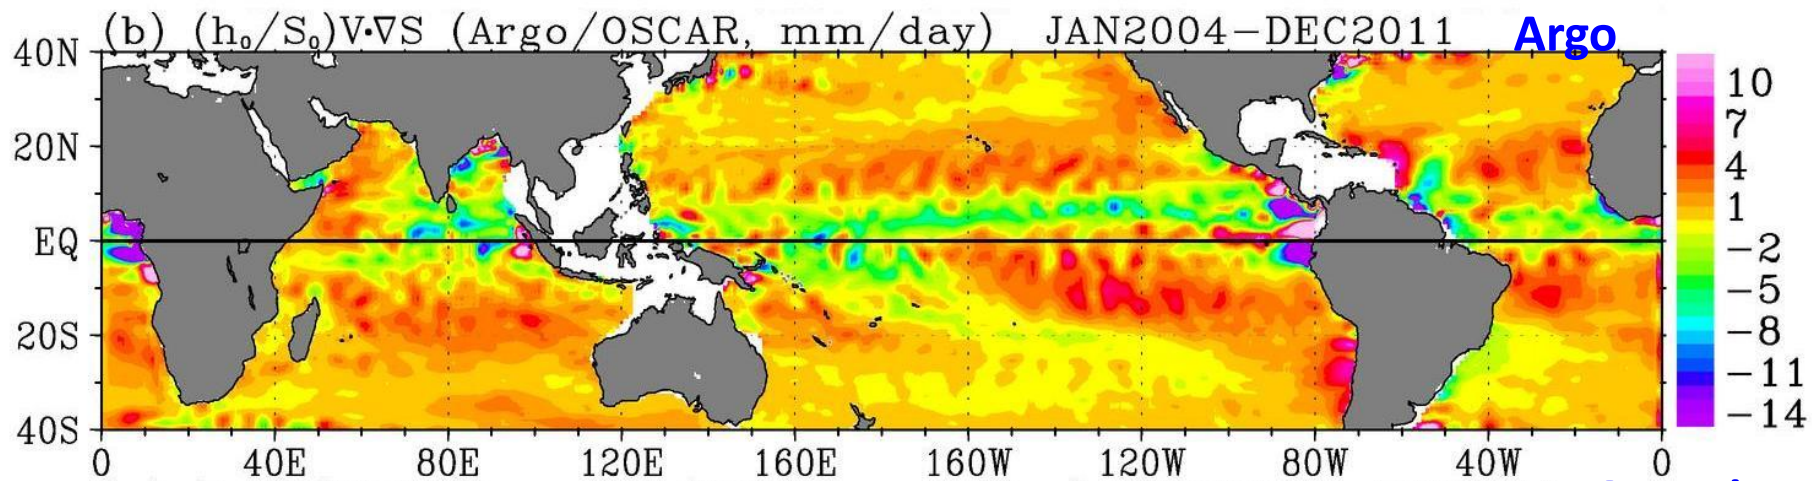 (b) (h₀/S₀)V•∇S (Argo/OSCAR, mm/day) JAN2004−DEC2011 Argo
40N
20N
EQ
20S
40S
0 40E 80E 120E 160E 160W 120W 80W 40W 0
10
7
4
1
−2
−5
−8
−11
−14